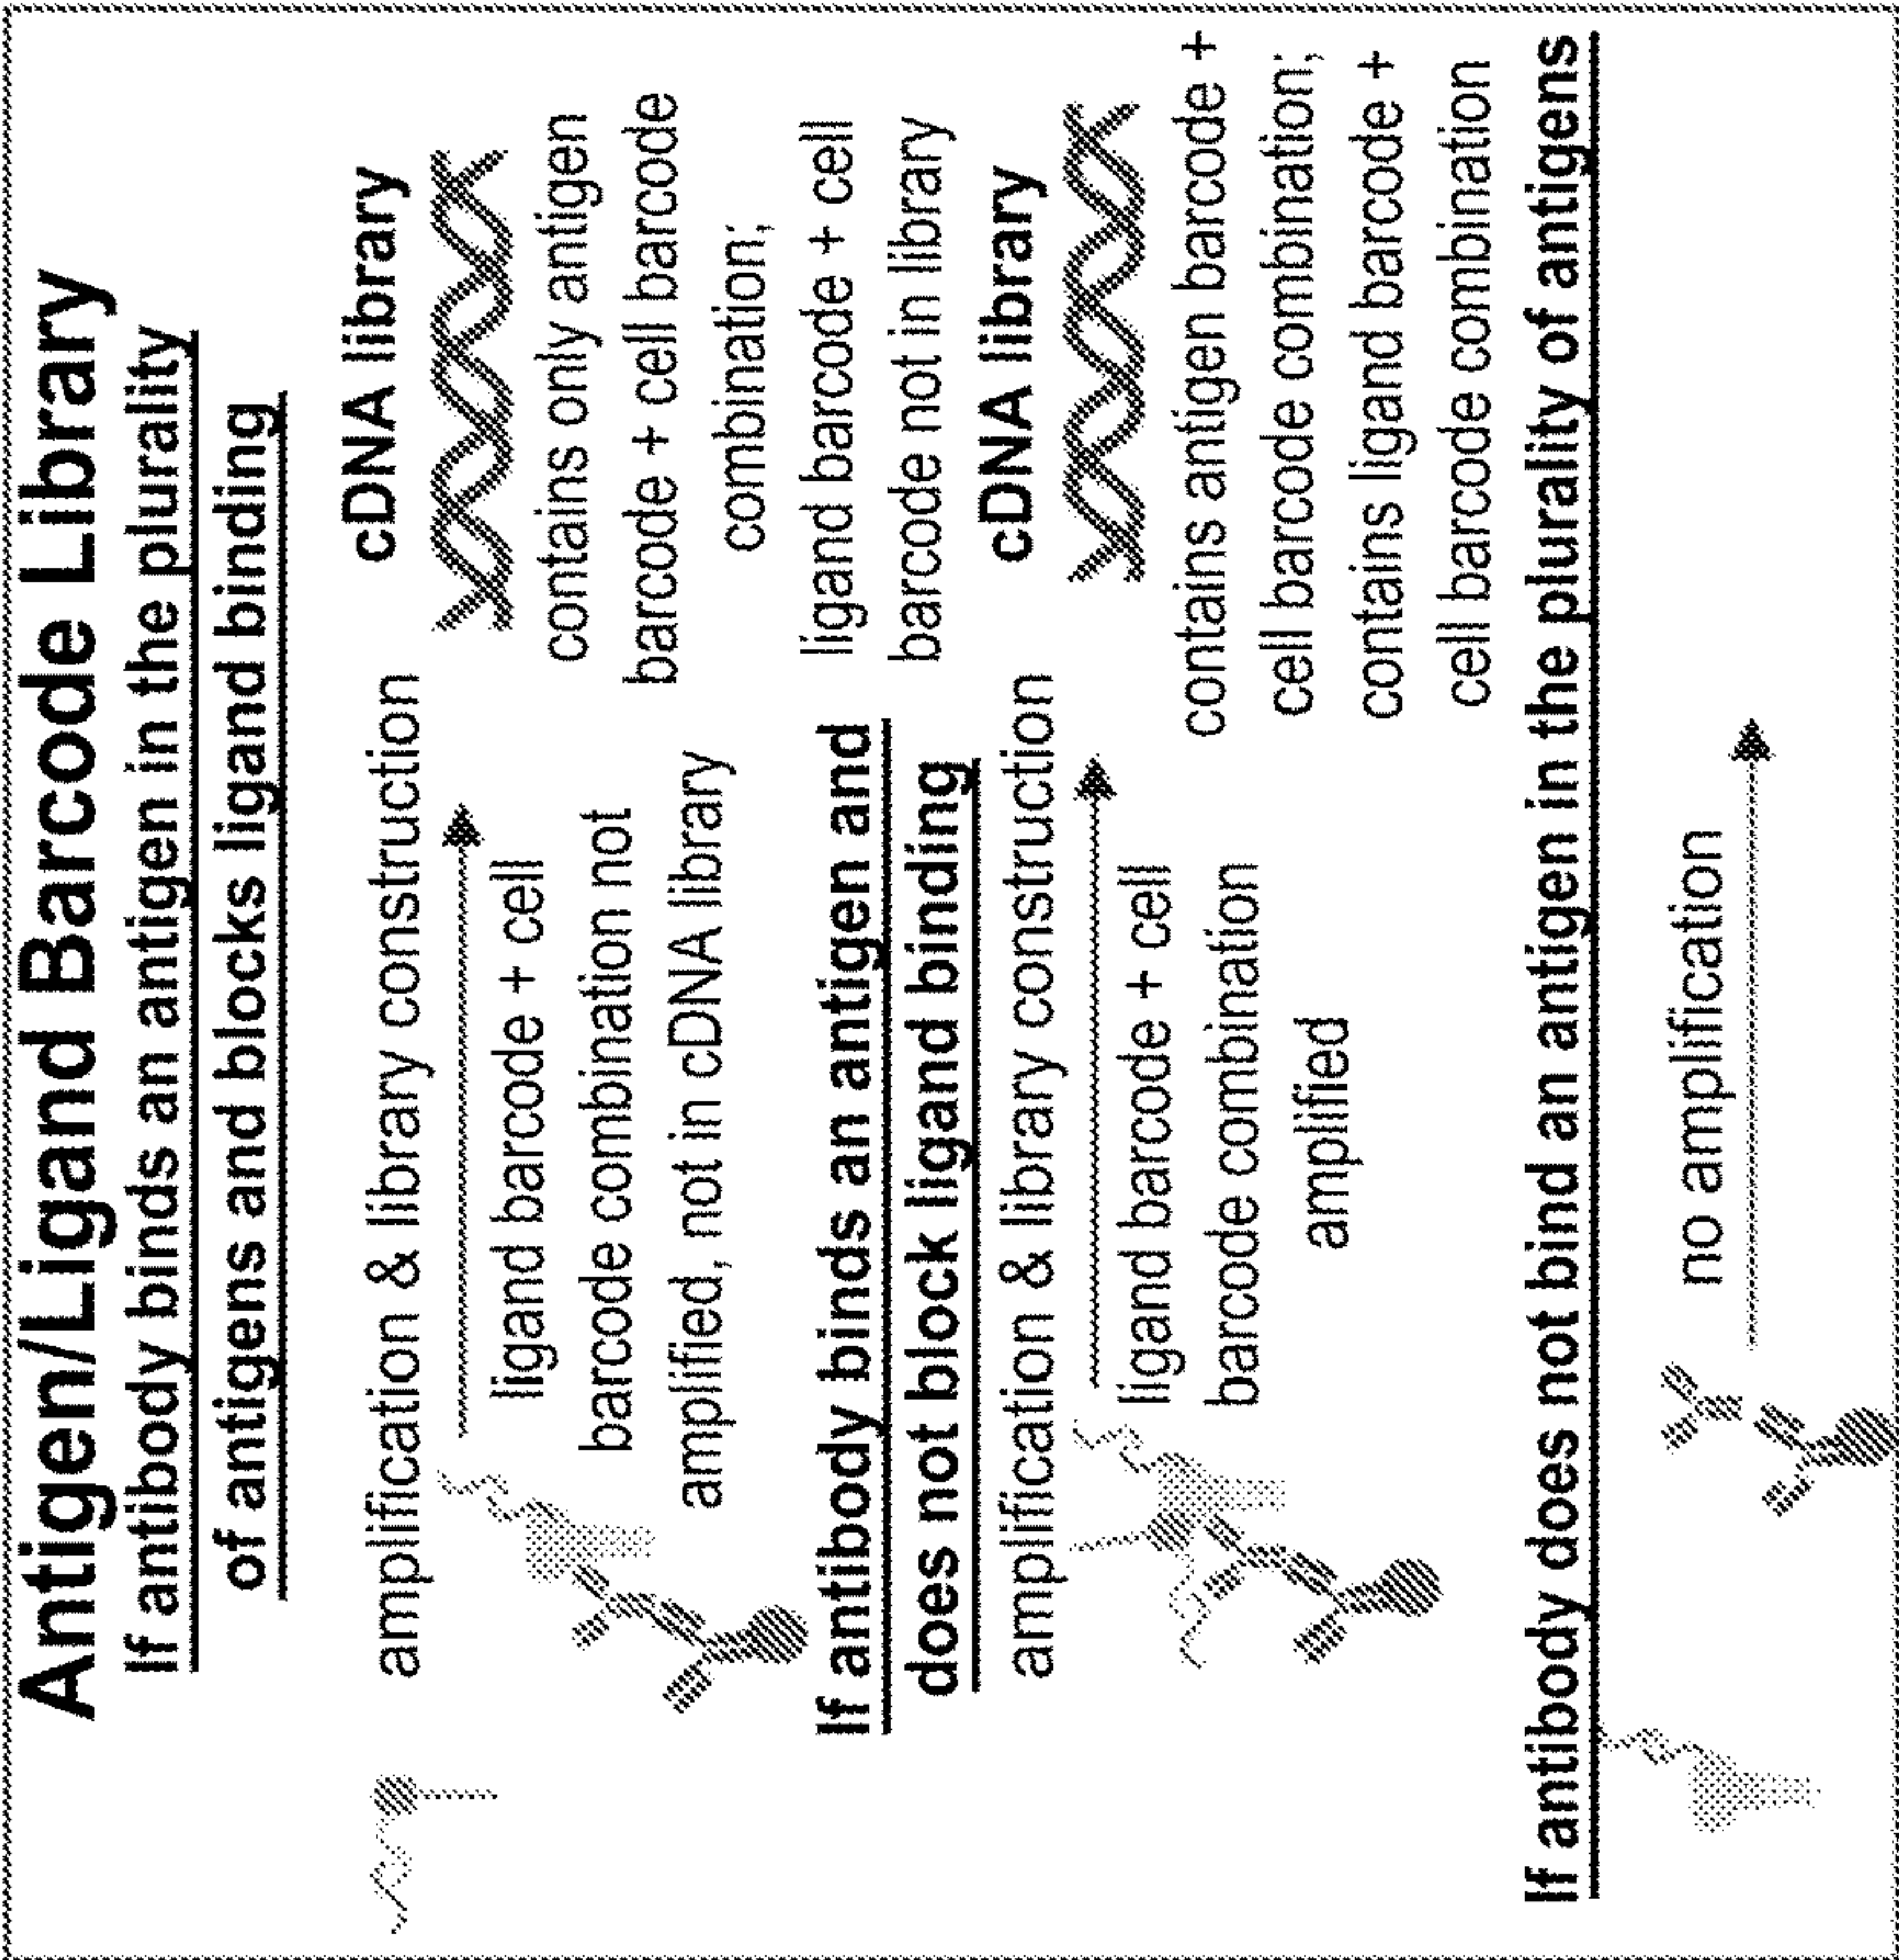 Antigen/Ligand Barcode Library
If antibody binds an antigen in the plurality
of antigens and blocks ligand binding
amplification & library construction
ligand barcode + cell
barcode combination not
amplified, not in cDNA library
cDNA library
contains only antigen
barcode + cell barcode
combination;
ligand barcode + cell
barcode not in library
If antibody binds an antigen and
does not block ligand binding
amplification & library construction
ligand barcode + cell
barcode combination
amplified
cDNA library
contains antigen barcode +
cell barcode combination;
contains ligand barcode +
cell barcode combination
If antibody does not bind an antigen in the plurality of antigens
no amplification